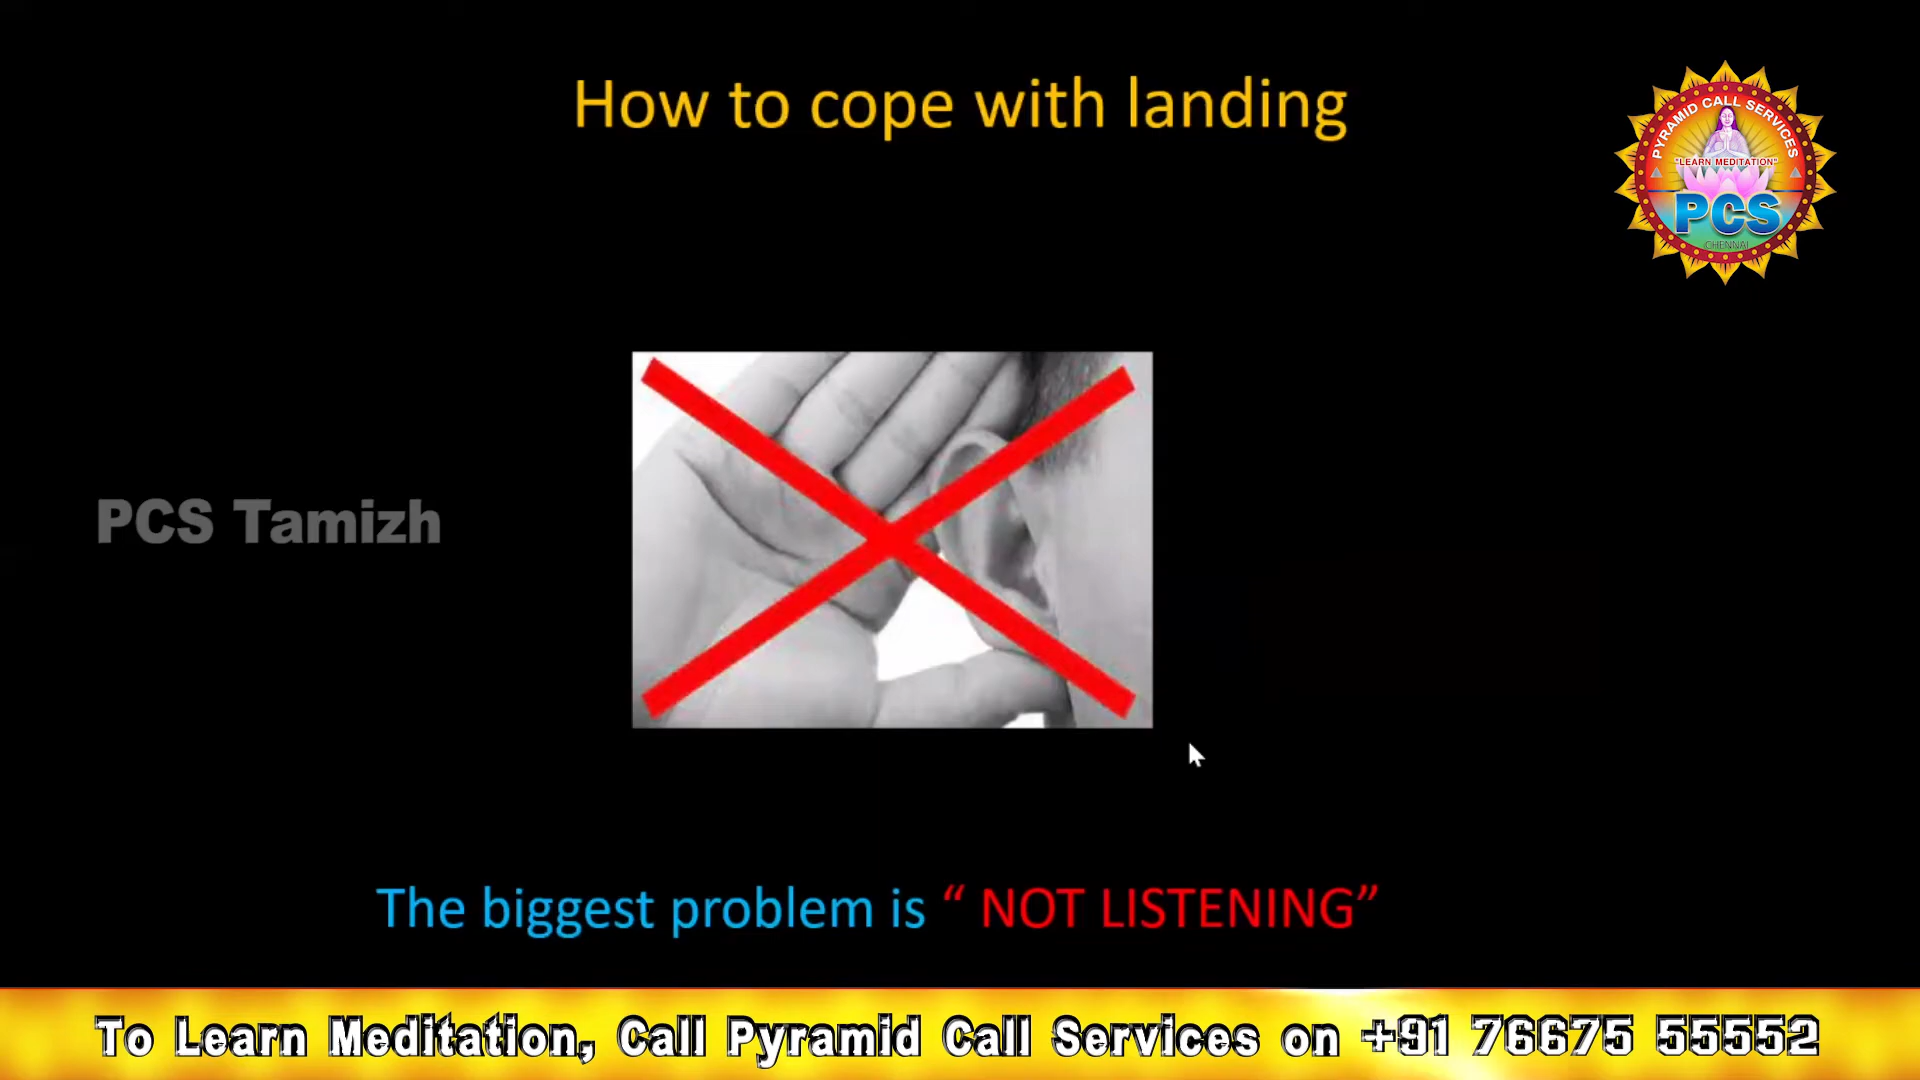 How to cope with landing
PYRAMID CALL SERVICES
"LEARN MEDITATION"
PCS
CHENNAI
PCS Tamizh
The biggest problem is “ NOT LISTENING”
To Learn Meditation, Call Pyramid Call Services on +91 76675 55552